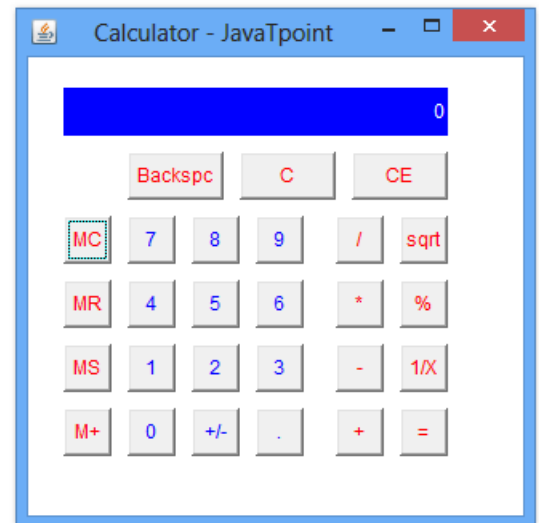 Calculator - JavaTpoint
0
Backspc C CE
MC 7 8 9 / sqrt
MR 4 5 6 * %
MS 1 2 3 - 1/X
M+ 0 +/- . + =